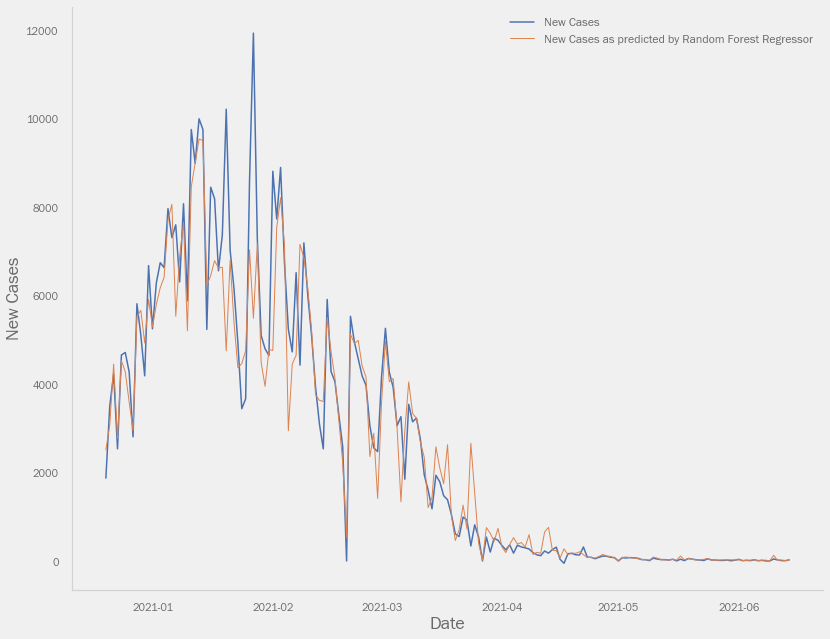 New Cases
New Cases as predicted by Random Forest Regressor
12000
10000
8000
6000
4000
2000
0
New Cases
2021-01 2021-02 2021-03 2021-04 2021-05 2021-06
Date